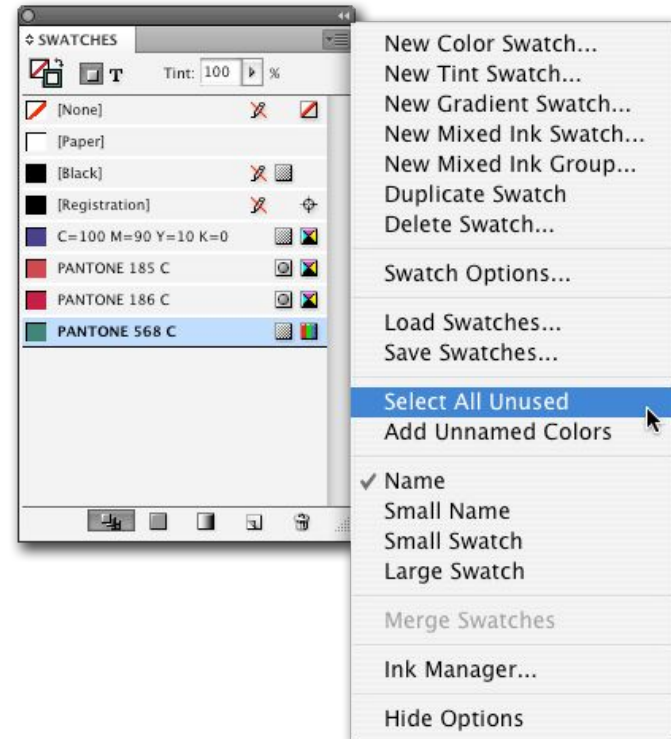 SWATCHES
T Tint: 100 %
[None]
[Paper]
[Black]
[Registration]
C=100 M=90 Y=10 K=0
PANTONE 185 C
PANTONE 186 C
PANTONE 568 C
New Color Swatch...
New Tint Swatch...
New Gradient Swatch...
New Mixed Ink Swatch...
New Mixed Ink Group...
Duplicate Swatch
Delete Swatch...
Swatch Options...
Load Swatches...
Save Swatches...
Select All Unused
Add Unnamed Colors
Name
Small Name
Small Swatch
Large Swatch
Merge Swatches
Ink Manager...
Hide Options